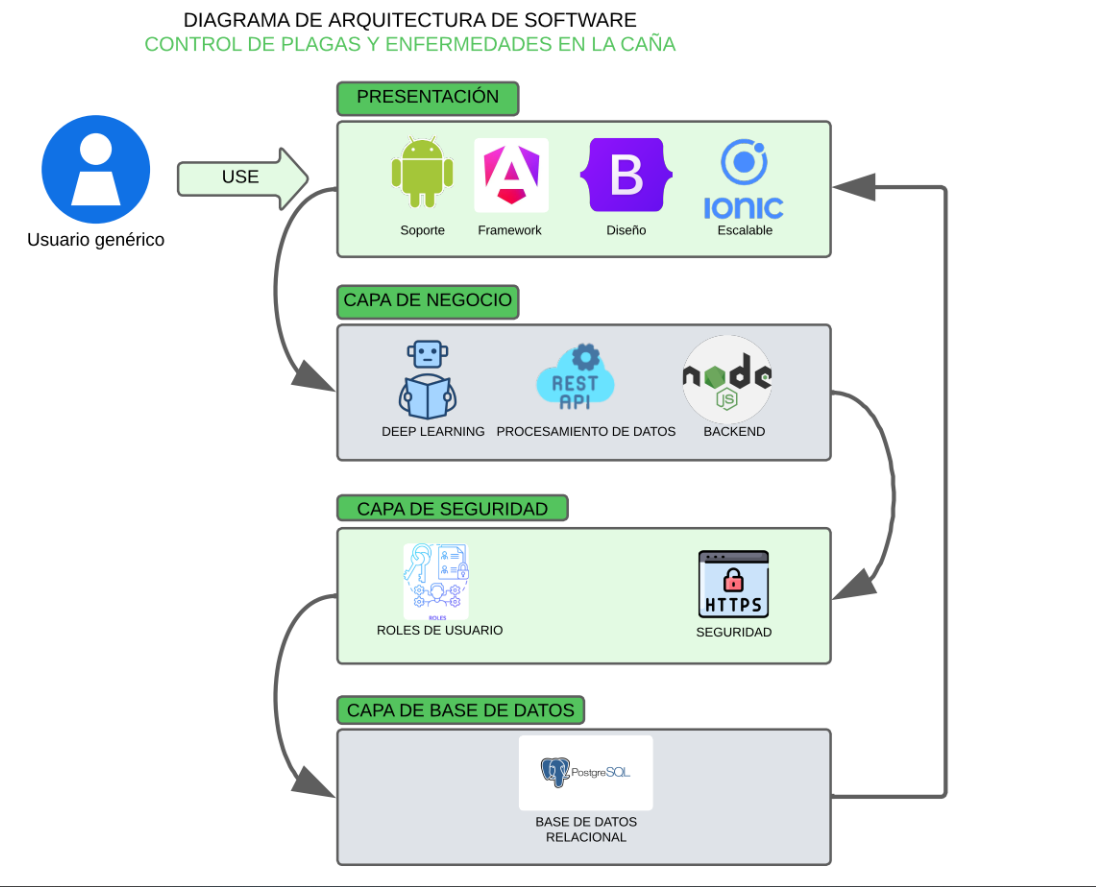 DIAGRAMA DE ARQUITECTURA DE SOFTWARE
CONTROL DE PLAGAS Y ENFERMEDADES EN LA CAÑA
PRESENTACIÓN
USE
Usuario genérico
B
IONIC
Soporte
Framework
Diseño
Escalable
CAPA DE NEGOCIO
REST
API
node
JS
DEEP LEARNING
PROCESAMIENTO DE DATOS
BACKEND
CAPA DE SEGURIDAD
ROLES
HTTPS
ROLES DE USUARIO
SEGURIDAD
CAPA DE BASE DE DATOS
PostgreSQL
BASE DE DATOS
RELACIONAL